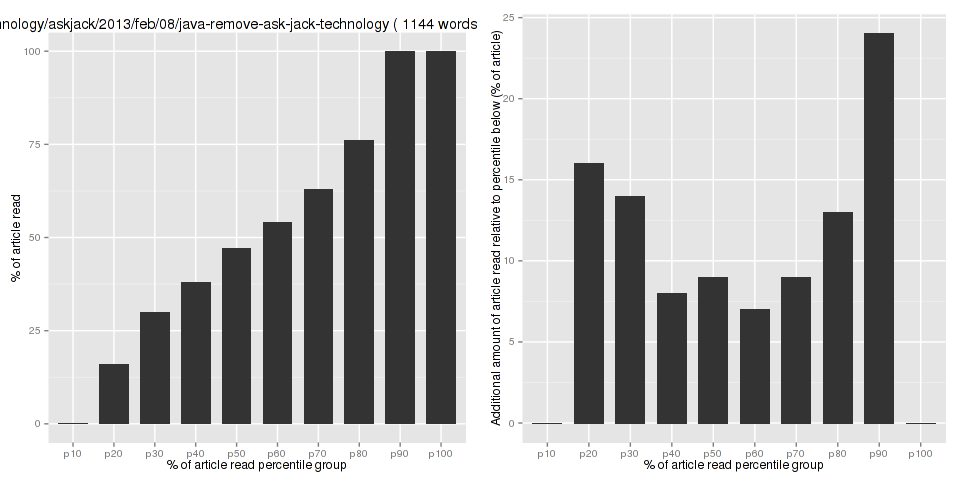 nology/askjack/2013/feb/08/java-remove-ask-jack-technology ( 1144 words
% of article read
100
75
50
25
0
p10 p20 p30 p40 p50 p60 p70 p80 p90 p100
% of article read percentile group
Additional amount of article read relative to percentile below (% of article)
25
20
15
10
5
0
p10 p20 p30 p40 p50 p60 p70 p80 p90 p100
% of article read percentile group